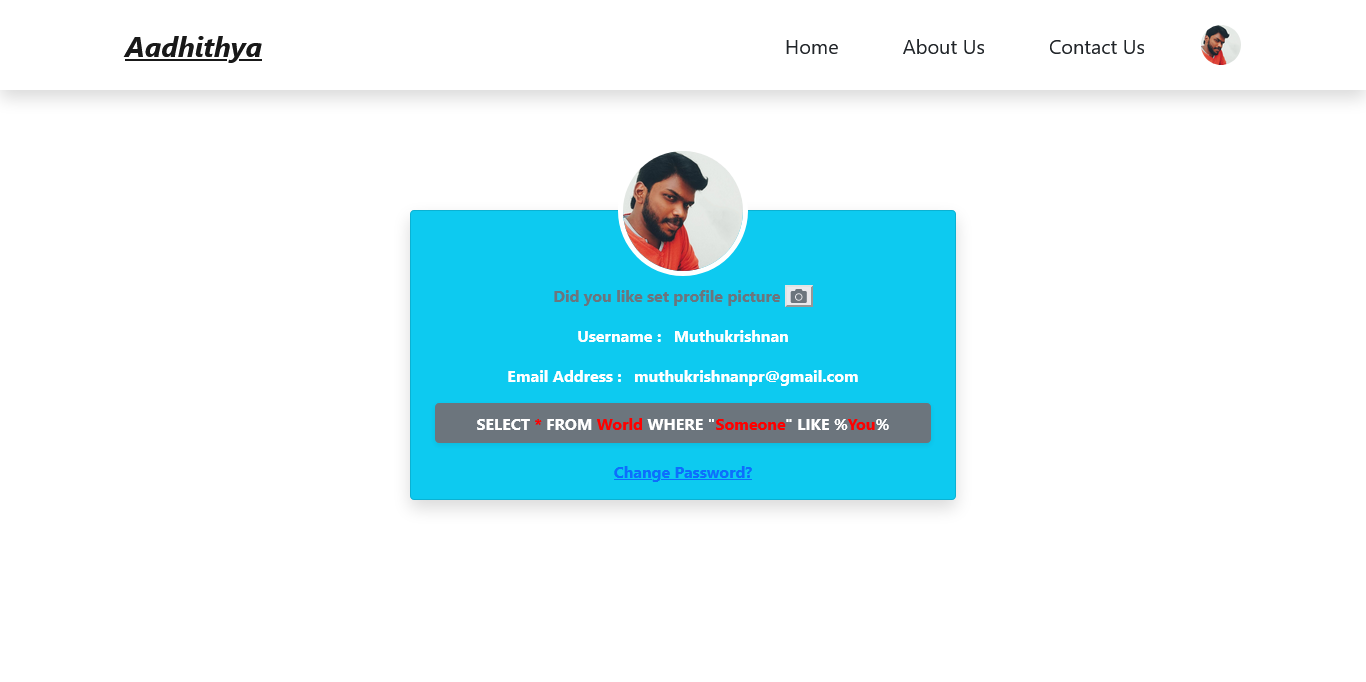 Aadhithya
Home About Us Contact Us
Did you like set profile picture
Username : Muthukrishnan
Email Address : muthukrishnanpr@gmail.com
SELECT * FROM World WHERE "Someone" LIKE %You%
Change Password?